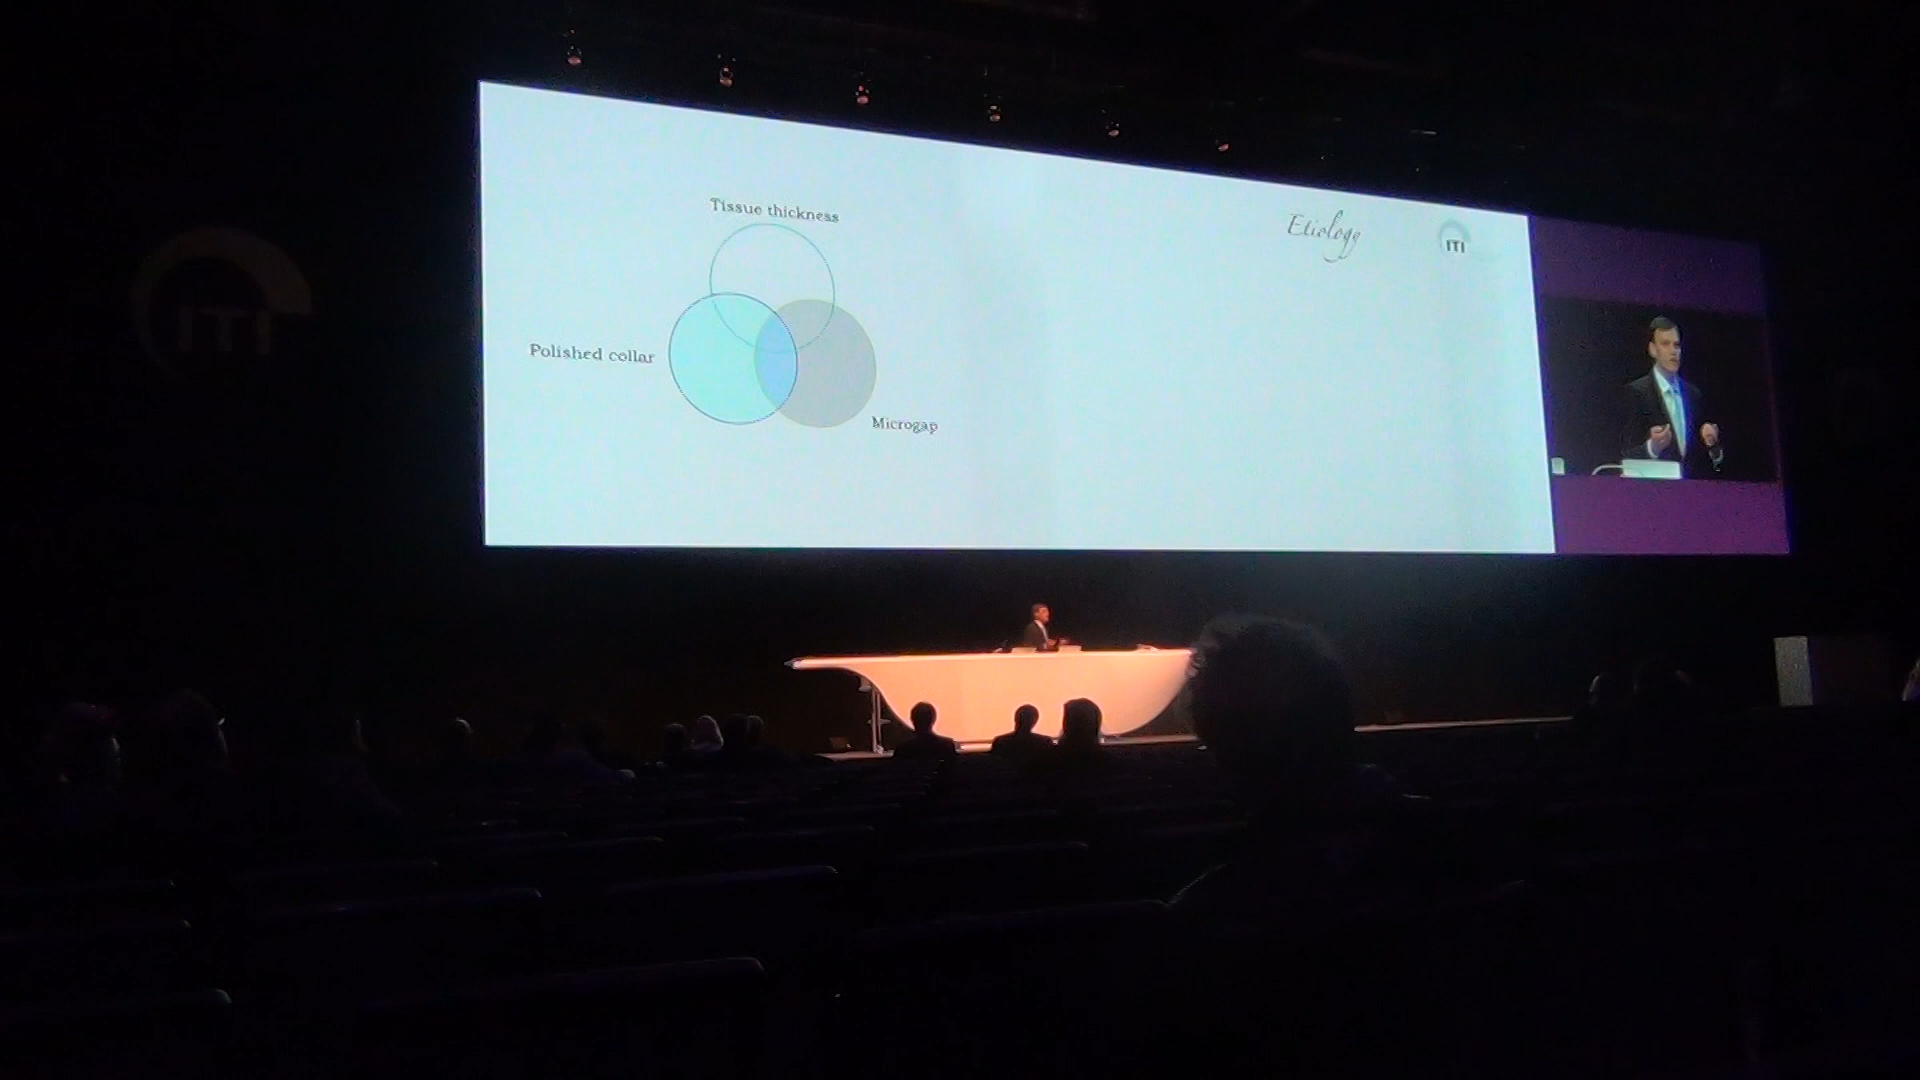 Tissue thickness
Etiology
ITI
ITI
Polished collar
Microgap